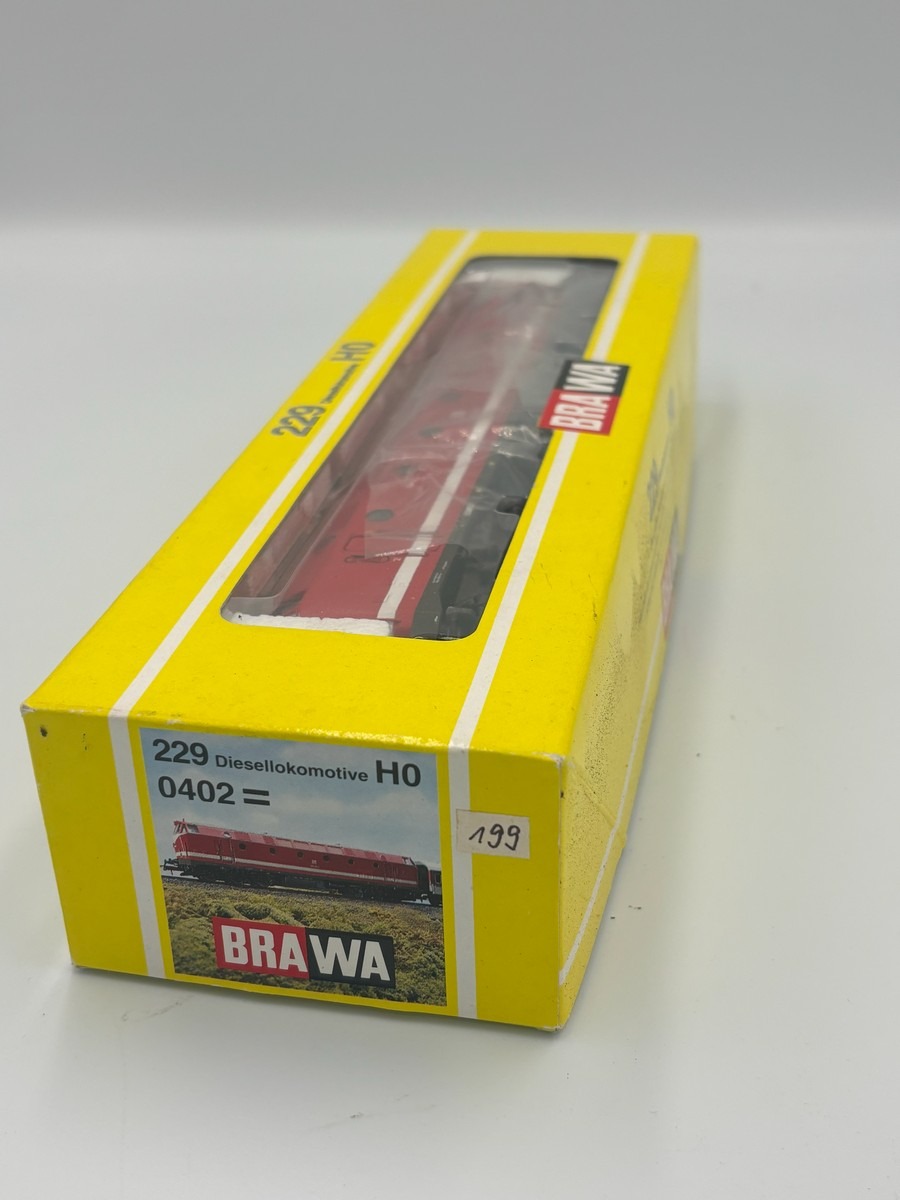 229 Diesellokomotive H0
BRAWA
229 Diesellokomotive H0
0402 =
199
BRAWA